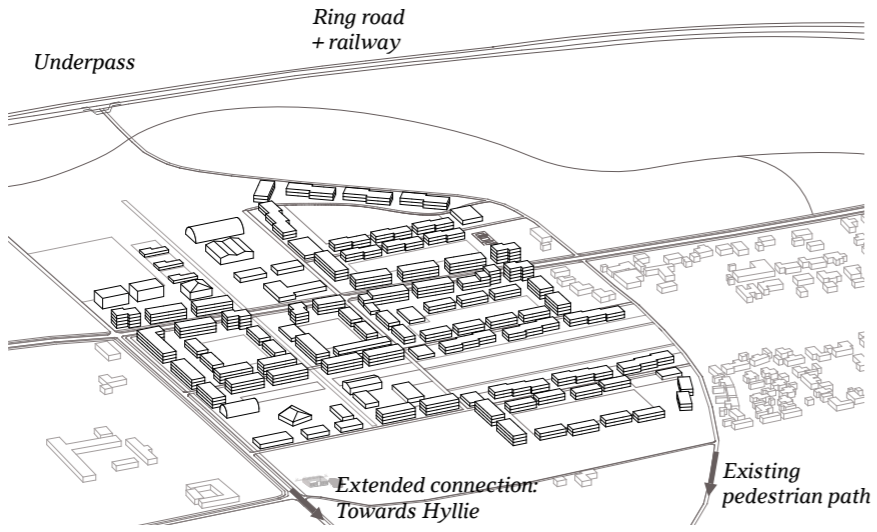 Ring road
+ railway
Underpass
Extended connection:
Towards Hyllie
Existing
pedestrian path